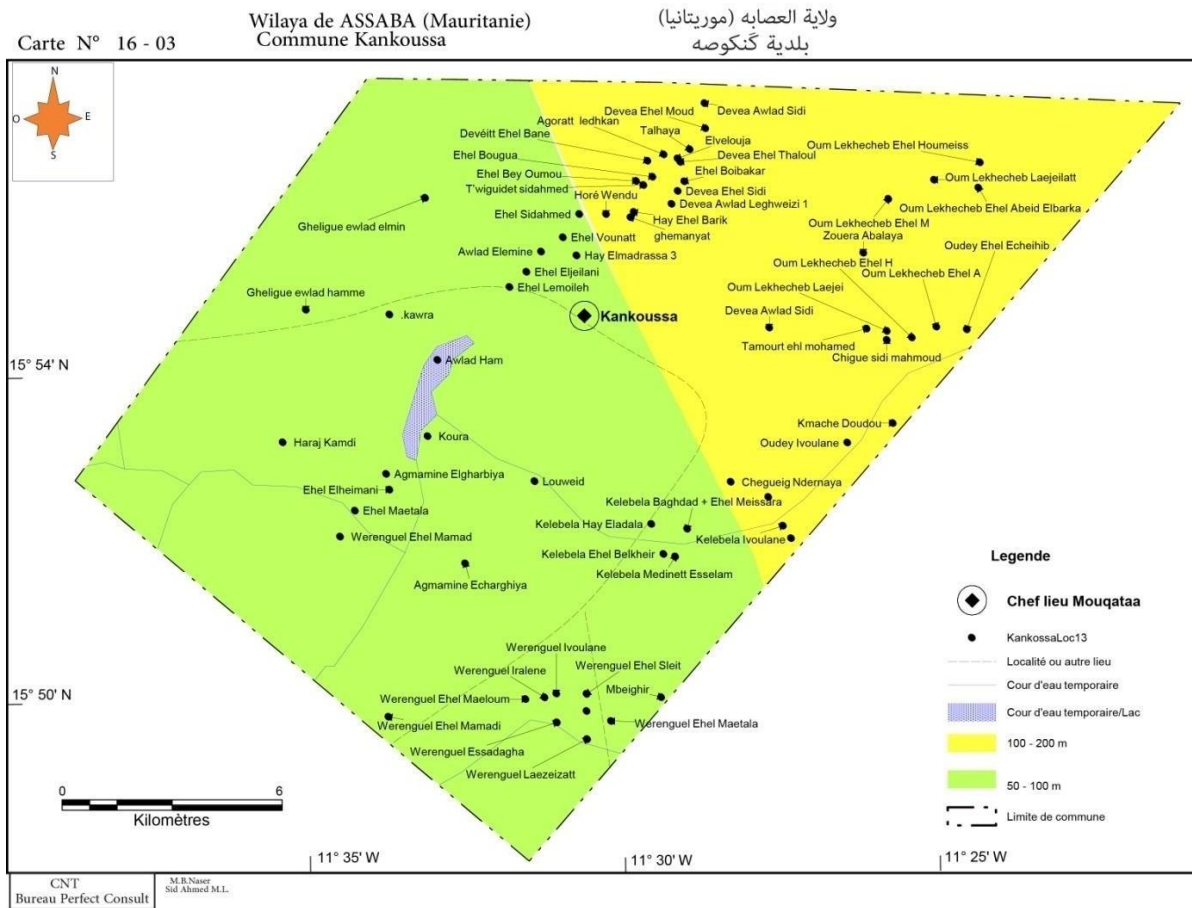 Wilaya de ASSABA (Mauritanie)
Commune Kankoussa
ولاية العصابه (موريتانيا)
بلدية كَنكوصه
Carte N° 16 - 03
N
O
E
S
Devea Ehel Moud
Devea Awlad Sidi
Agoratt ledhkan
Talhaya
Elvelouja
Devéitt Ehel Bane
Devea Ehel Thaloul
Oum Lekhecheb Ehel Houmeiss
Ehel Bougua
Ehel Boibakar
Oum Lekhecheb Laejeilatt
Ehel Bey Oumou
T'wiguidet sidahmed
Devea Ehel Sidi
Horé Wendu
Devea Awlad Leghweizi 1
Oum Lekhecheb Ehel Abeid Elbarka
Ehel Sidahmed
Hay Ehel Barik
Oum Lekhecheb Ehel M
Gheligue ewlad elmin
Ehel Vounatt
ghemanyat
Zouera Abalaya
Oudey Ehel Echeihib
Awlad Elemine
Hay Elmadrassa 3
Oum Lekhecheb Ehel H
Ehel Eljeilani
Oum Lekhecheb Ehel A
Ehel Lemoileh
Oum Lekhecheb Laejei
Gheligue ewlad hamme
.kawra
Kankoussa
Devea Awlad Sidi
Tamourt ehl mohamed
Chigue sidi mahmoud
15° 54' N
Awlad Ham
Kmache Doudou
Haraj Kamdi
Koura
Oudey Ivoulane
Agmamine Elgharbiya
Louweid
Chegueig Ndernaya
Ehel Elheimani
Kelebela Baghdad + Ehel Meissara
Ehel Maetala
Kelebela Hay Eladala
Werenguel Ehel Mamad
Kelebela Ivoulane
Kelebela Ehel Belkheir
Kelebela Medinett Esselam
Agmamine Echarghiya
Werenguel Ivoulane
Werenguel Iralene
Werenguel Ehel Sleit
15° 50' N
Werenguel Ehel Maeloum
Mbeighir
Werenguel Ehel Mamadi
Werenguel Ehel Maetala
Werenguel Essadagha
Werenguel Laezeizatt
Legende
Chef lieu Mouqataa
KankossaLoc13
Localité ou autre lieu
Cour d'eau temporaire
Cour d'eau temporaire/Lac
100 - 200 m
50 - 100 m
Limite de commune
0 6
Kilomètres
11° 35' W
11° 30' W
11° 25' W
CNT
Bureau Perfect Consult
M.B.Naser
Sid Ahmed M.L.